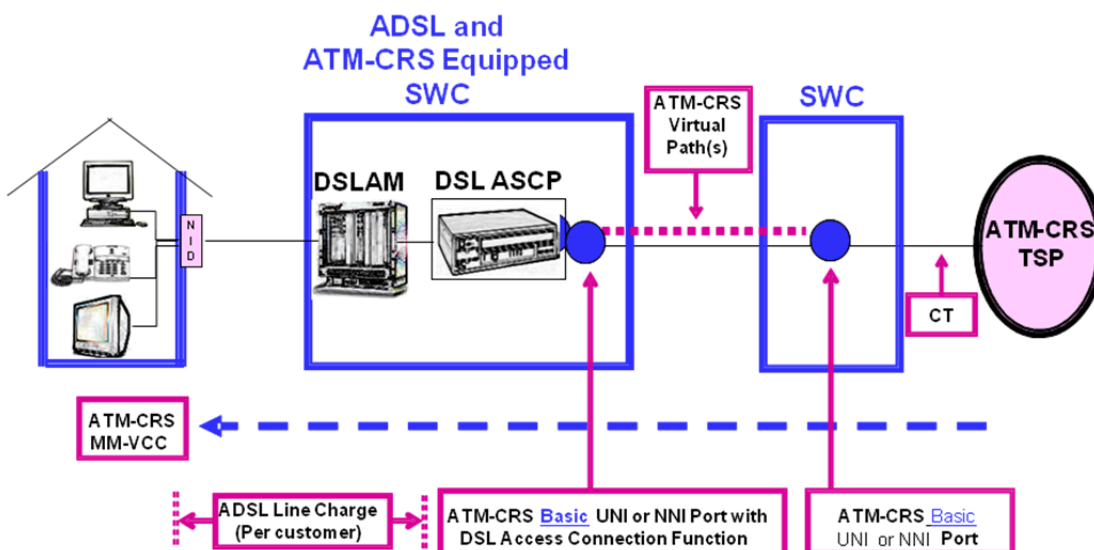 ADSL and
ATM-CRS Equipped
SWC
ATM-CRS
Virtual
Path(s)
SWC
DSLAM
DSL ASCP
NID
ATM-CRS
TSP
CT
ATM-CRS
MM-VCC
ADSL Line Charge
(Per customer)
ATM-CRS Basic UNI or NNI Port with
DSL Access Connection Function
ATM-CRS Basic
UNI or NNI Port